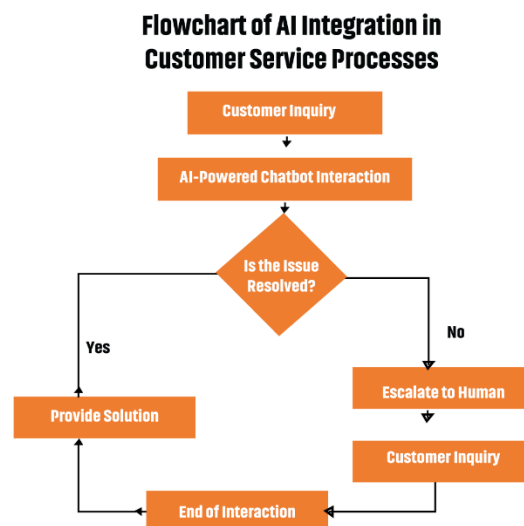 Flowchart of AI Integration in
Customer Service Processes
Customer Inquiry
AI-Powered Chatbot Interaction
Is the Issue
Resolved?
Yes
No
Provide Solution
Escalate to Human
Customer Inquiry
End of Interaction